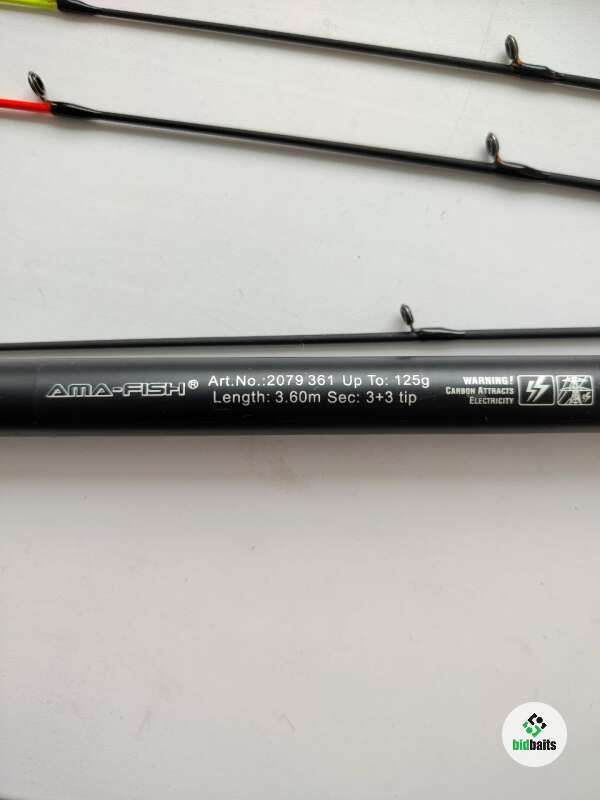 AMA-FISH® Art.No.:2079 361 Up To: 125g
Length: 3.60m Sec: 3+3 tip
WARNING!
CARBON ATTRACTS
ELECTRICITY
bidbaits